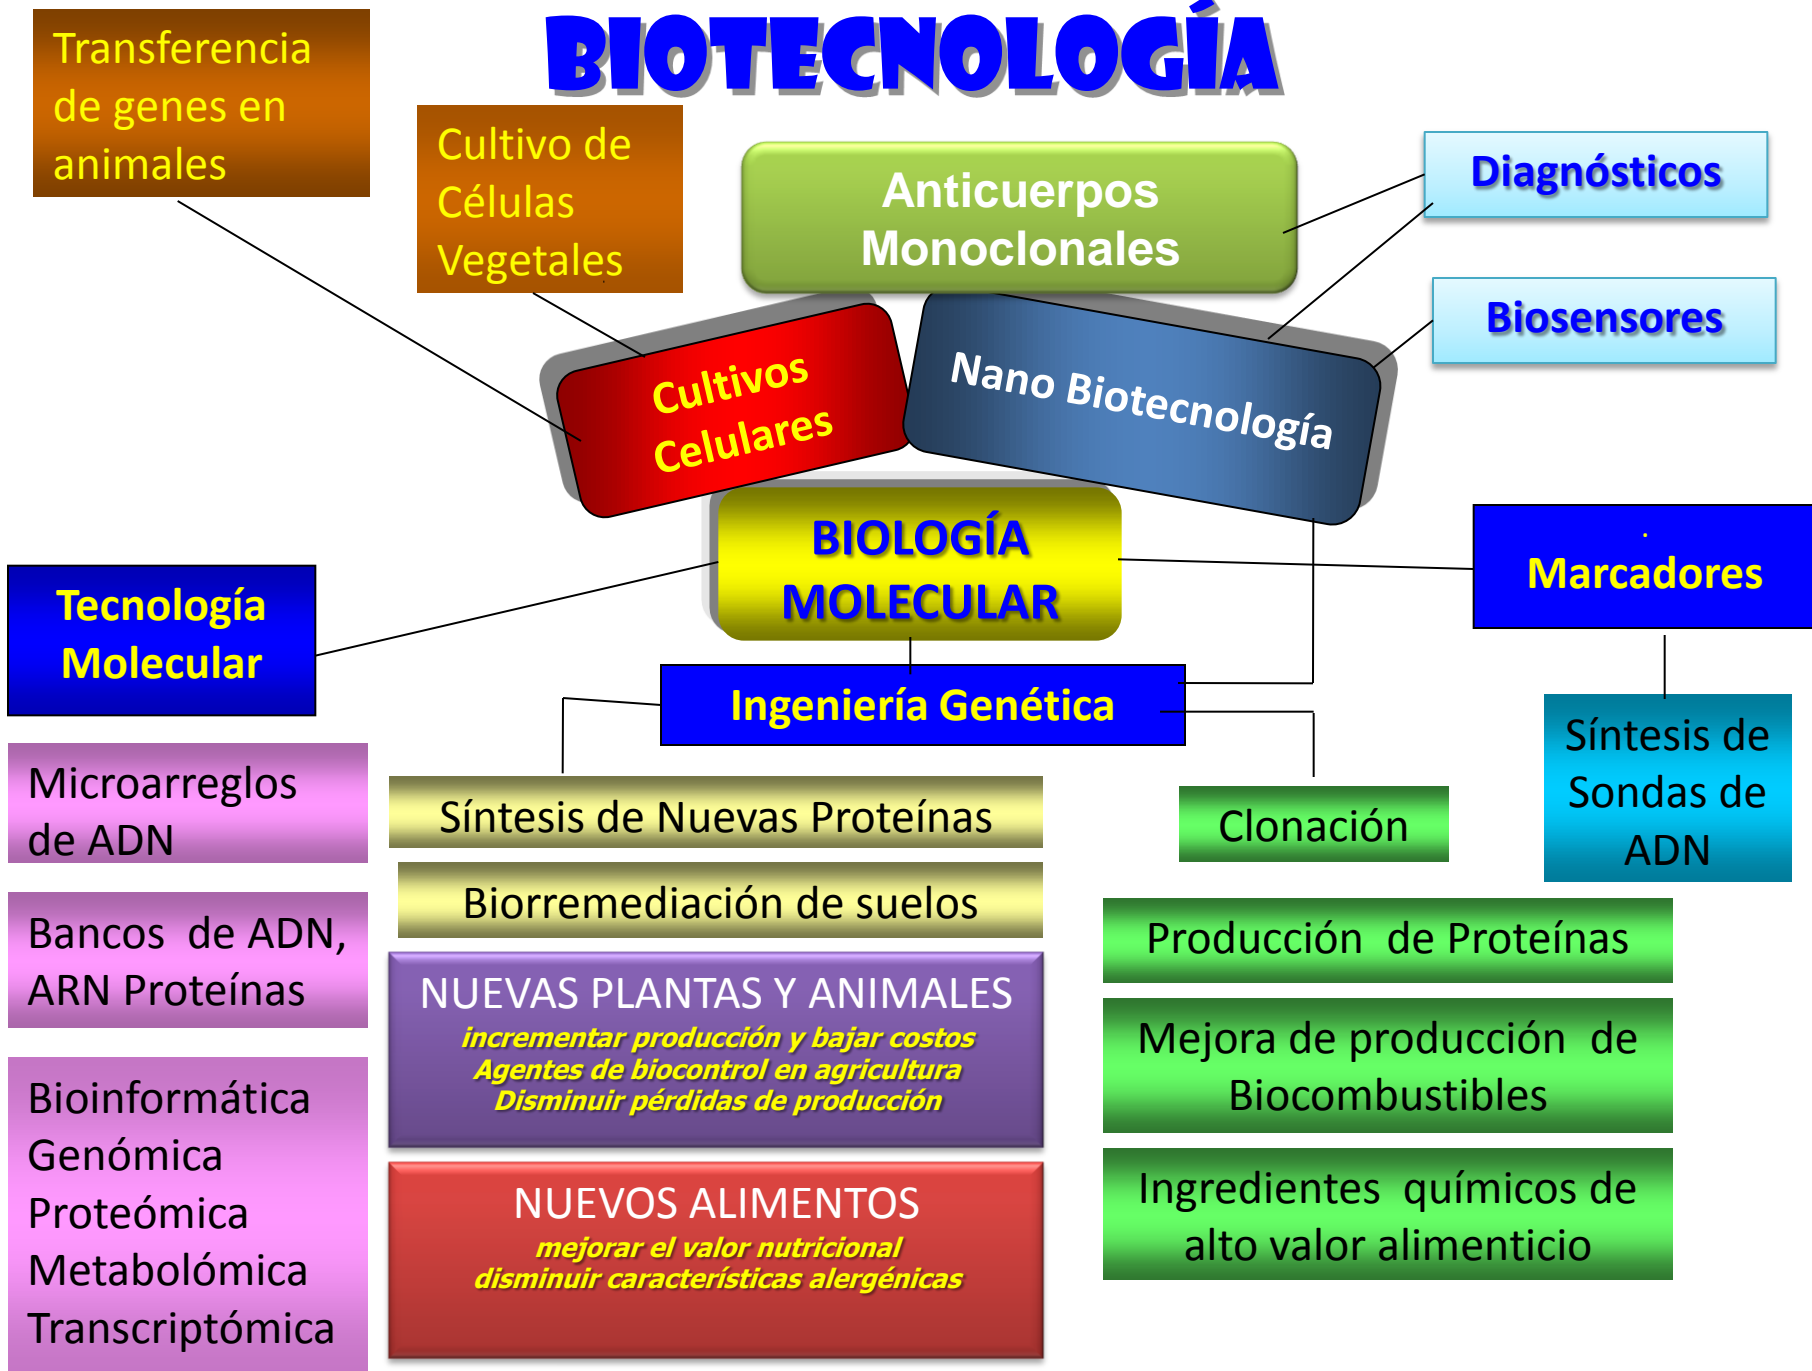 BIOTECNOLOGÍA
Transferencia
de genes en
animales
Cultivo de
Células
Vegetales
Anticuerpos
Monoclonales
Diagnósticos
Biosensores
Cultivos
Celulares
Nano Biotecnología
BIOLOGÍA
MOLECULAR
Marcadores
Tecnología
Molecular
Ingeniería Genética
Síntesis de
Sondas de
ADN
Microarreglos
de ADN
Bancos  de ADN,
ARN Proteínas
Bioinformática
Genómica
Proteómica
Metabolómica
Transcriptómica
Síntesis de Nuevas Proteínas
Biorremediación de suelos
NUEVAS PLANTAS Y ANIMALES
incrementar producción y bajar costos
Agentes de biocontrol en agricultura
Disminuir pérdidas de producción
NUEVOS ALIMENTOS
mejorar el valor nutricional
disminuir características alergénicas
Clonación
Producción  de Proteínas
Mejora de producción  de
Biocombustibles
Ingredientes  químicos de
alto valor alimenticio